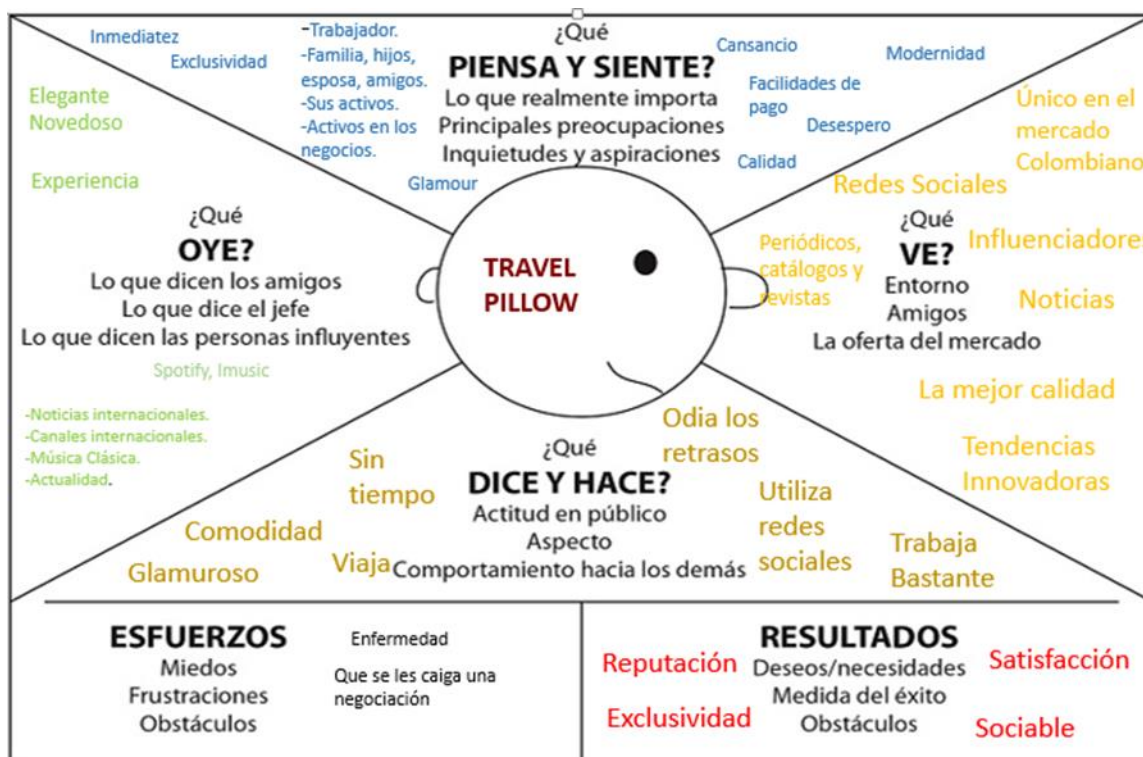 ¿Qué
PIENSA Y SIENTE?
Lo que realmente importa
Principales preocupaciones
Inquietudes y aspiraciones
Inmediatez
Exclusividad
-Trabajador.
-Familia, hijos,
esposa, amigos.
-Sus activos.
-Activos en los
negocios.
Glamour
Cansancio
Modernidad
Facilidades de
pago
Desespero
Calidad
Elegante
Novedoso
Experiencia
¿Qué
OYE?
Lo que dicen los amigos
Lo que dice el jefe
Lo que dicen las personas influyentes
Spotify, Imusic
-Noticias internacionales.
-Canales internacionales.
-Música Clásica.
-Actualidad.
TRAVEL
PILLOW
Único en el
mercado
Colombiano
Redes Sociales
¿Qué
VE?
Entorno
Amigos
La oferta del mercado
Periódicos,
catálogos y
revistas
Influenciadores
Noticias
La mejor calidad
Tendencias
Innovadoras
¿Qué
DICE Y HACE?
Actitud en público
Aspecto
Comportamiento hacia los demás
Odia los
retrasos
Sin
tiempo
Comodidad
Glamuroso
Viaja
Utiliza
redes
sociales
Trabaja
Bastante
ESFUERZOS
Miedos
Frustraciones
Obstáculos
Enfermedad
Que se les caiga una
negociación
RESULTADOS
Deseos/necesidades
Medida del éxito
Obstáculos
Reputación
Exclusividad
Satisfacción
Sociable